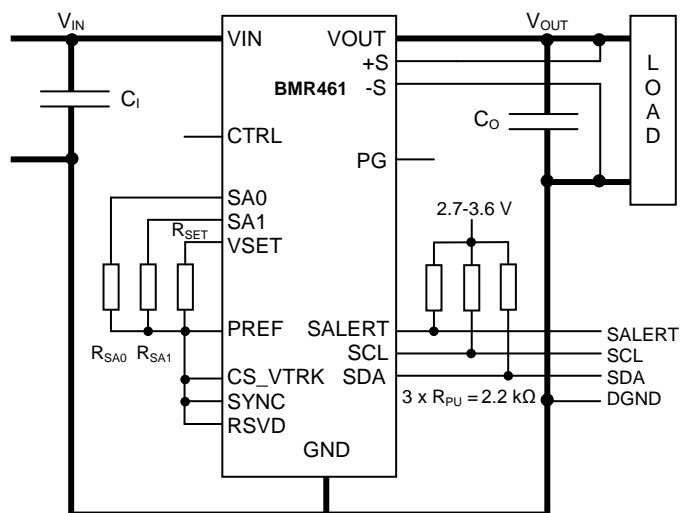 VIN VOUT
VIN VOUT
+S
BMR461 -S
CI
CO
LOAD
CTRL
PG
SA0
SA1
RSET
VSET
2.7-3.6 V
PREF SALERT SALERT
RSA0 RSA1
SCL SCL
CS_VTRK SDA SDA
SYNC 3 x RPU = 2.2 kΩ DGND
RSVD
GND